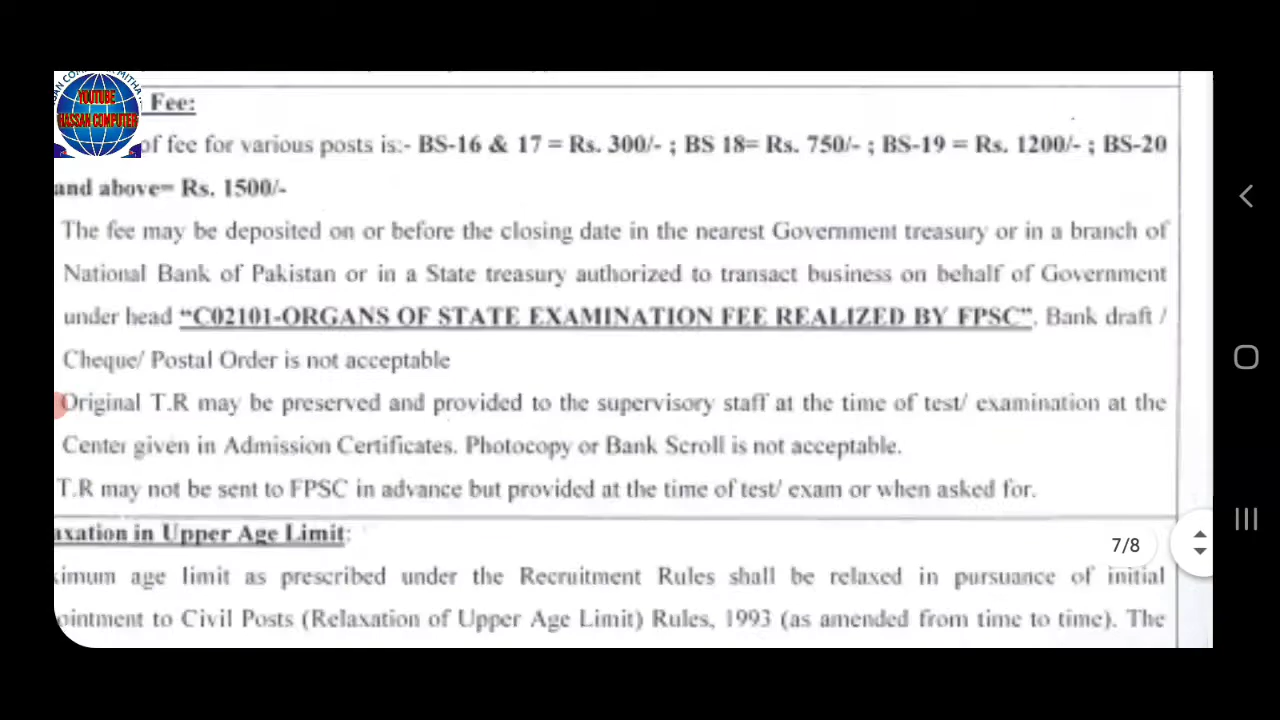 YOUTUBE
HASSAN COMPUTER
Fee:
of fee for various posts is:- BS-16 & 17 = Rs. 300/- ; BS 18= Rs. 750/- ; BS-19 = Rs. 1200/- ; BS-20
and above= Rs. 1500/-
The fee may be deposited on or before the closing date in the nearest Government treasury or in a branch of
National Bank of Pakistan or in a State treasury authorized to transact business on behalf of Government
under head "C02101-ORGANS OF STATE EXAMINATION FEE REALIZED BY FPSC". Bank draft /
Cheque/ Postal Order is not acceptable
Original T.R may be preserved and provided to the supervisory staff at the time of test/ examination at the
Center given in Admission Certificates. Photocopy or Bank Scroll is not acceptable.
T.R may not be sent to FPSC in advance but provided at the time of test/ exam or when asked for.
axation in Upper Age Limit:
7/8
imum age limit as prescribed under the Recruitment Rules shall be relaxed in pursuance of initial
ointment to Civil Posts (Relaxation of Upper Age Limit) Rules, 1993 (as amended from time to time). The